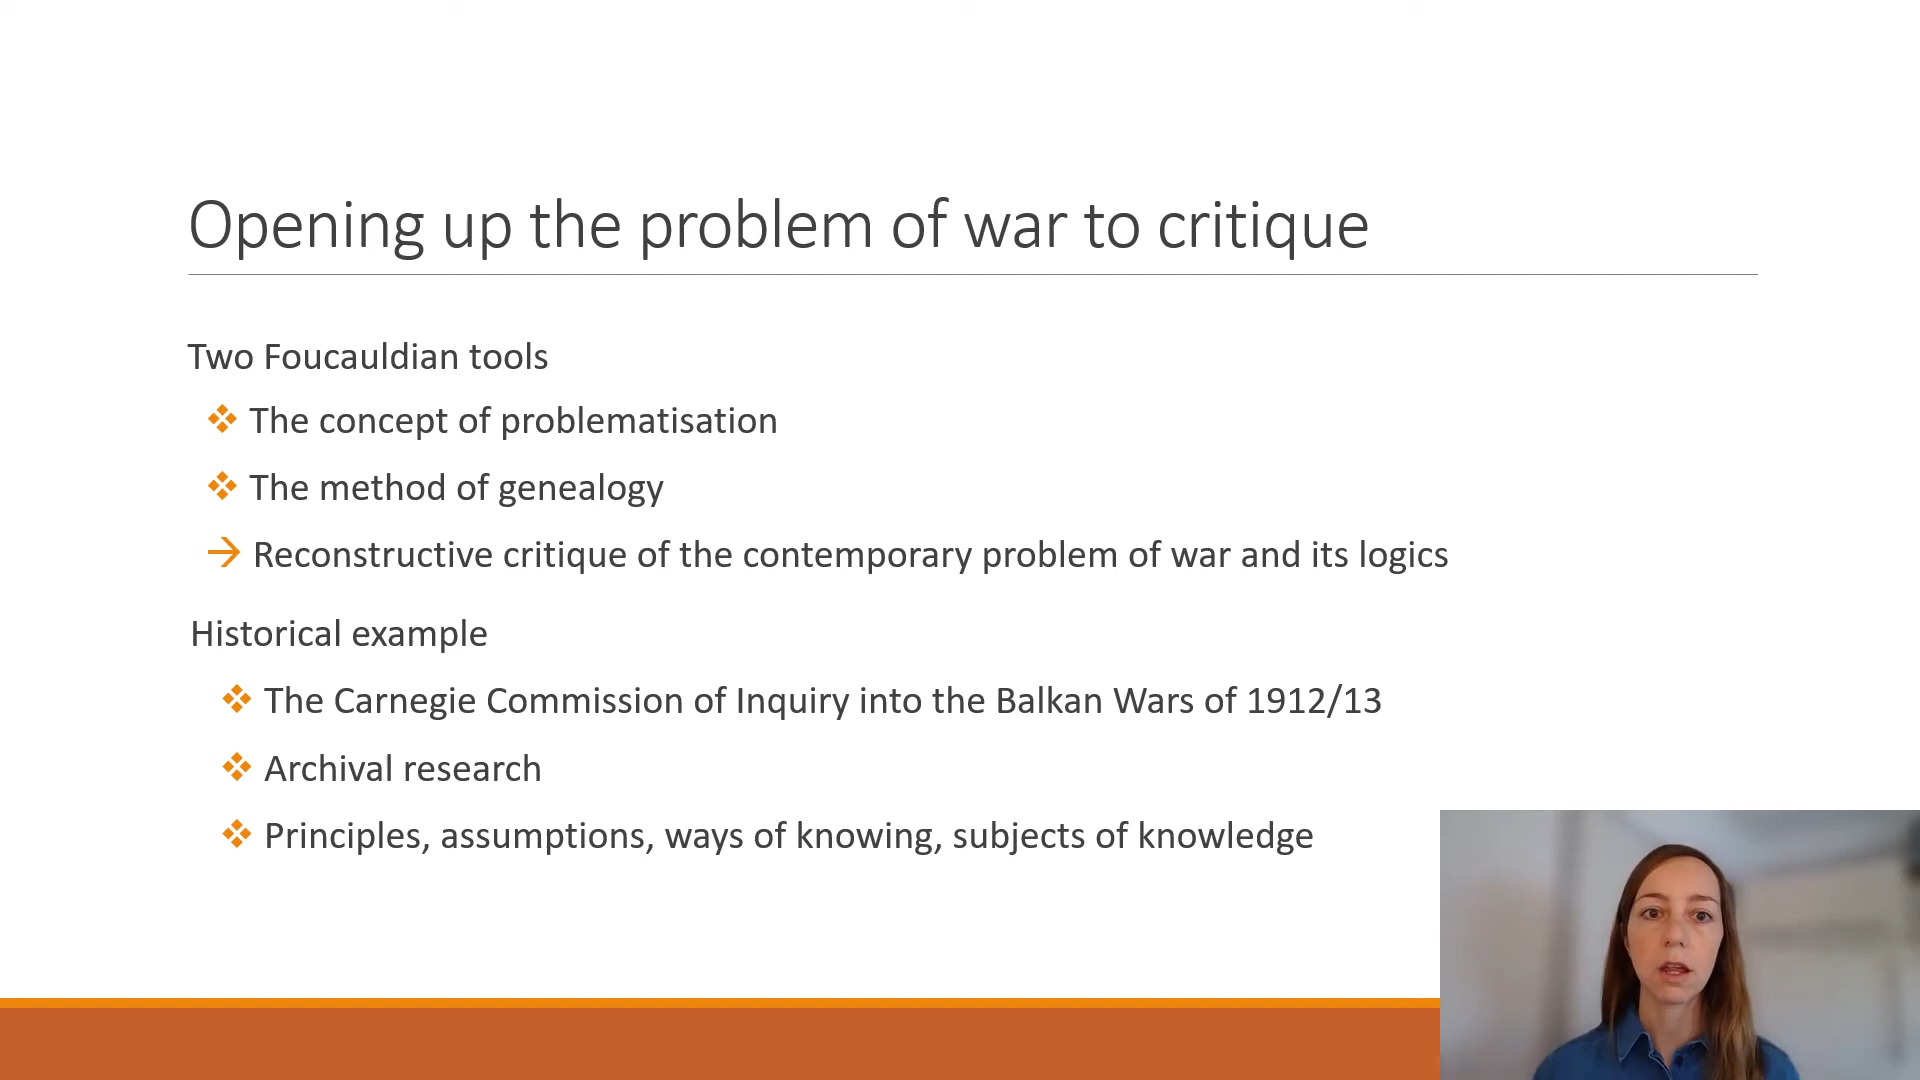 Opening up the problem of war to critique
Two Foucauldian tools
The concept of problematisation
The method of genealogy
→ Reconstructive critique of the contemporary problem of war and its logics
Historical example
The Carnegie Commission of Inquiry into the Balkan Wars of 1912/13
Archival research
Principles, assumptions, ways of knowing, subjects of knowledge